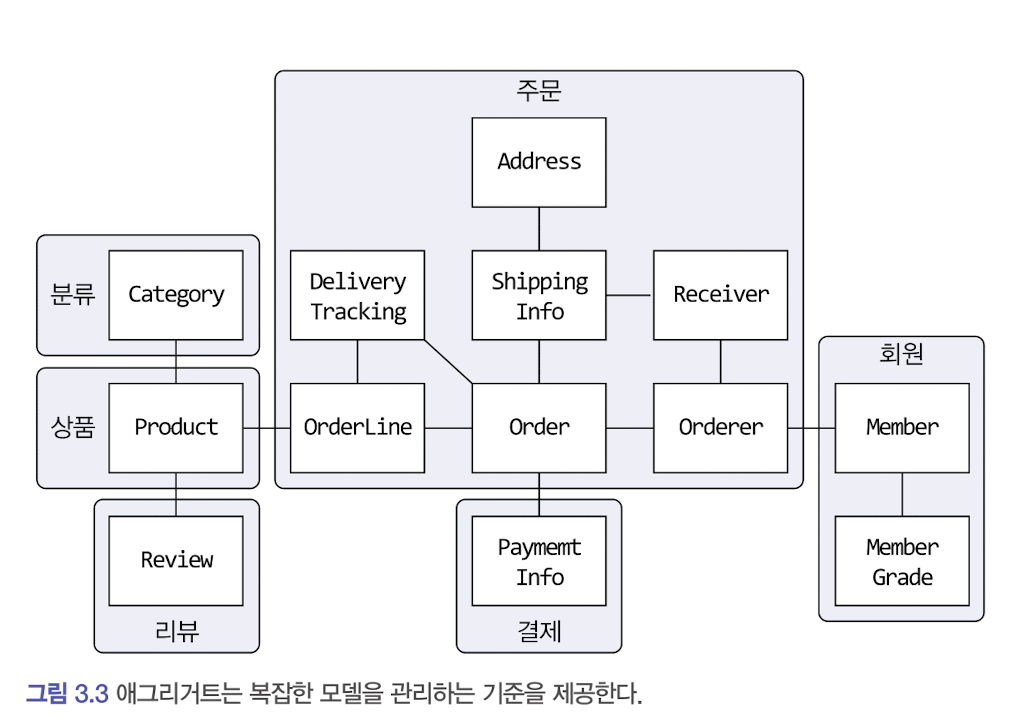 주문
Address
분류
Category
Delivery
Tracking
Shipping
Info
Receiver
회원
상품
Product
OrderLine
Order
Orderer
Member
Review
리뷰
Paymemt
Info
결제
Member
Grade
그림 3.3 애그리거트는 복잡한 모델을 관리하는 기준을 제공한다.